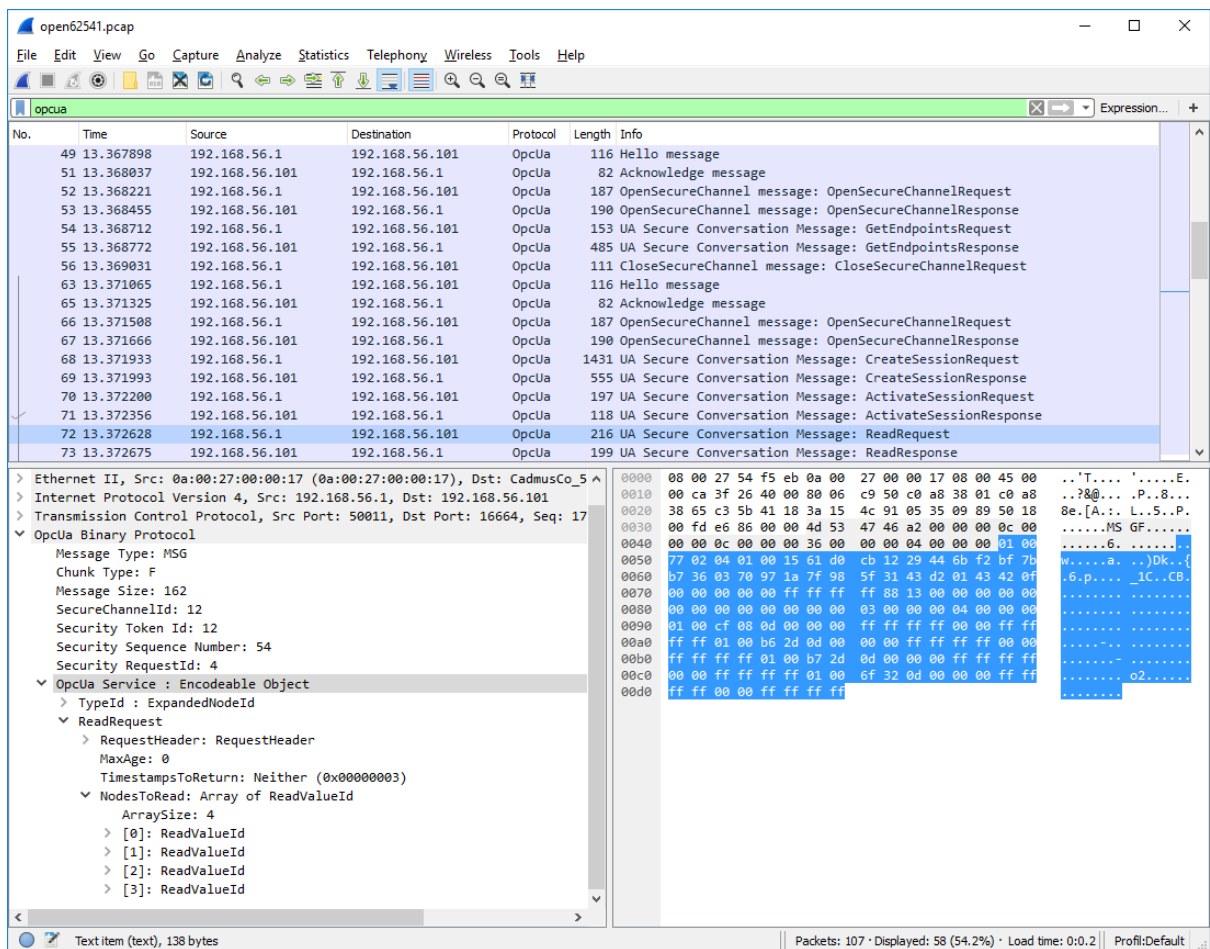 open62541.pcap
File Edit View Go Capture Analyze Statistics Telephony Wireless Tools Help
opcua Expression... +
No. Time Source Destination Protocol Length Info
49 13.367898 192.168.56.1 192.168.56.101 OpcUa 116 Hello message
51 13.368037 192.168.56.101 192.168.56.1 OpcUa 82 Acknowledge message
52 13.368221 192.168.56.1 192.168.56.101 OpcUa 187 OpenSecureChannel message: OpenSecureChannelRequest
53 13.368455 192.168.56.101 192.168.56.1 OpcUa 190 OpenSecureChannel message: OpenSecureChannelResponse
54 13.368712 192.168.56.1 192.168.56.101 OpcUa 153 UA Secure Conversation Message: GetEndpointsRequest
55 13.368772 192.168.56.101 192.168.56.1 OpcUa 485 UA Secure Conversation Message: GetEndpointsResponse
56 13.369031 192.168.56.1 192.168.56.101 OpcUa 111 CloseSecureChannel message: CloseSecureChannelRequest
63 13.371065 192.168.56.1 192.168.56.101 OpcUa 116 Hello message
65 13.371325 192.168.56.101 192.168.56.1 OpcUa 82 Acknowledge message
66 13.371508 192.168.56.1 192.168.56.101 OpcUa 187 OpenSecureChannel message: OpenSecureChannelRequest
67 13.371666 192.168.56.101 192.168.56.1 OpcUa 190 OpenSecureChannel message: OpenSecureChannelResponse
68 13.371933 192.168.56.1 192.168.56.101 OpcUa 1431 UA Secure Conversation Message: CreateSessionRequest
69 13.371993 192.168.56.101 192.168.56.1 OpcUa 555 UA Secure Conversation Message: CreateSessionResponse
70 13.372200 192.168.56.1 192.168.56.101 OpcUa 197 UA Secure Conversation Message: ActivateSessionRequest
71 13.372356 192.168.56.101 192.168.56.1 OpcUa 118 UA Secure Conversation Message: ActivateSessionResponse
72 13.372628 192.168.56.1 192.168.56.101 OpcUa 216 UA Secure Conversation Message: ReadRequest
73 13.372675 192.168.56.101 192.168.56.1 OpcUa 199 UA Secure Conversation Message: ReadResponse
Ethernet II, Src: 0a:00:27:00:00:17 (0a:00:27:00:00:17), Dst: CadmusCo_5
Internet Protocol Version 4, Src: 192.168.56.1, Dst: 192.168.56.101
Transmission Control Protocol, Src Port: 50011, Dst Port: 16664, Seq: 17
OpcUa Binary Protocol
Message Type: MSG
Chunk Type: F
Message Size: 162
SecureChannelId: 12
Security Token Id: 12
Security Sequence Number: 54
Security RequestId: 4
OpcUa Service : Encodeable Object
TypeId : ExpandedNodeId
ReadRequest
RequestHeader: RequestHeader
MaxAge: 0
TimestampsToReturn: Neither (0x00000003)
NodesToRead: Array of ReadValueId
ArraySize: 4
[0]: ReadValueId
[1]: ReadValueId
[2]: ReadValueId
[3]: ReadValueId
0000 08 00 27 54 f5 eb 0a 00 27 00 00 17 08 00 45 00 ..'T.... '.....E.
0010 00 ca 3f 26 40 00 80 06 c9 50 c0 a8 38 01 c0 a8 ..?&@... .P..8...
0020 38 65 c3 5b 41 18 3a 15 4c 91 05 35 09 89 50 18 8e.[A.:. L..5..P.
0030 00 fd e6 86 00 00 4d 53 47 46 a2 00 00 00 0c 00 ......MS GF......
0040 00 00 0c 00 00 00 36 00 00 00 04 00 00 00 01 00 ......6. ........
0050 77 02 04 01 00 15 61 d0 cb 12 29 44 6b f2 bf 7b w.....a. ..)Dk..{
0060 b7 36 03 70 97 1a 7f 98 5f 31 43 d2 01 43 42 0f .6.p.... _1C..CB.
0070 00 00 00 00 00 ff ff ff ff 88 13 00 00 00 00 00 ........ ........
0080 00 00 00 00 00 00 00 00 03 00 00 00 04 00 00 00 ........ ........
0090 01 00 cf 08 0d 00 00 00 ff ff ff ff 00 00 ff ff ........ ........
00a0 ff ff 01 00 b6 2d 0d 00 00 00 ff ff ff ff 00 00 .....-.. ........
00b0 ff ff ff ff 01 00 b7 2d 0d 00 00 00 ff ff ff ff .......- ........
00c0 00 00 ff ff ff ff 01 00 6f 32 0d 00 00 00 ff ff ........ o2......
00d0 ff ff 00 00 ff ff ff ff ........
Text item (text), 138 bytes Packets: 107 · Displayed: 58 (54.2%) · Load time: 0:0.2 Profil:Default